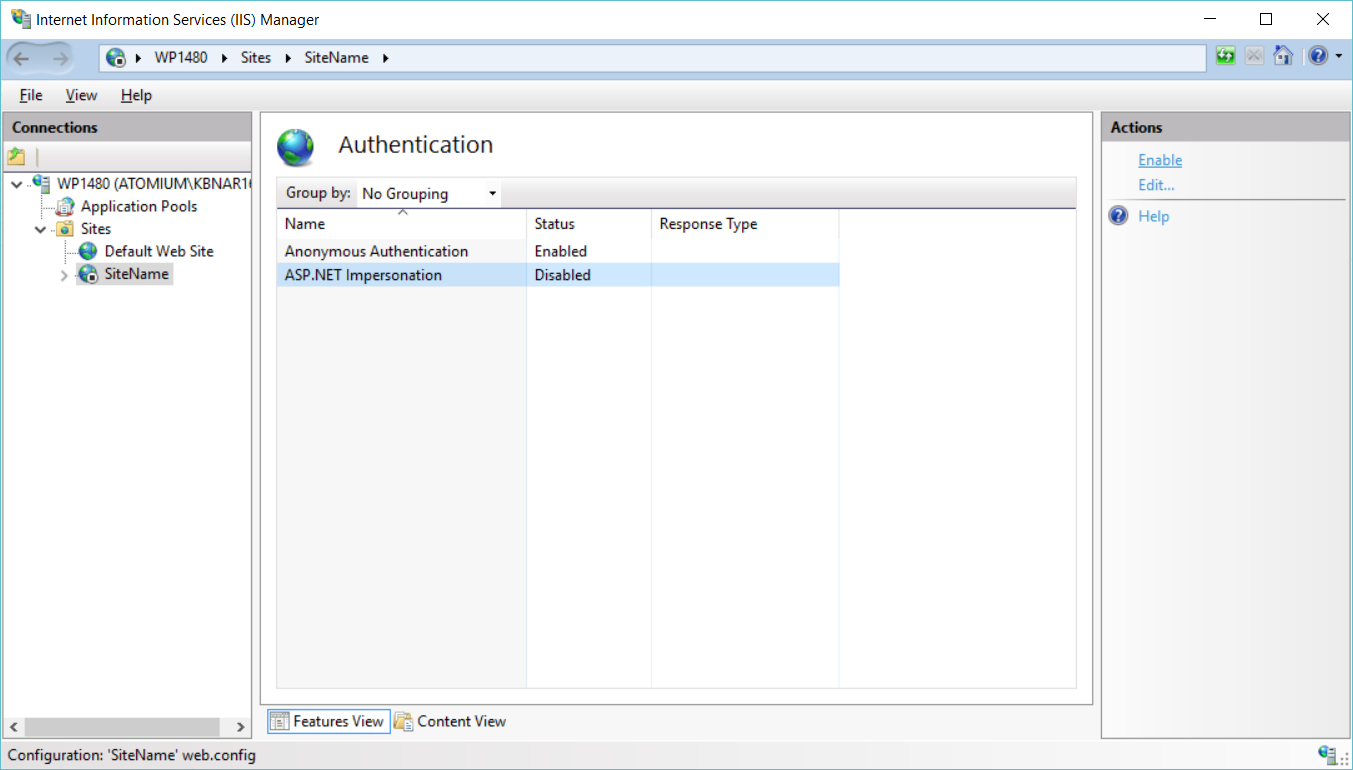 Internet Information Services (IIS) Manager
WP1480 Sites SiteName
File View Help
Connections
WP1480 (ATOMIUM\KBNAR16
Application Pools
Sites
Default Web Site
SiteName
Authentication
Group by: No Grouping
Name Status Response Type
Anonymous Authentication Enabled
ASP.NET Impersonation Disabled
Features View Content View
Actions
Enable
Edit...
Help
Configuration: 'SiteName' web.config